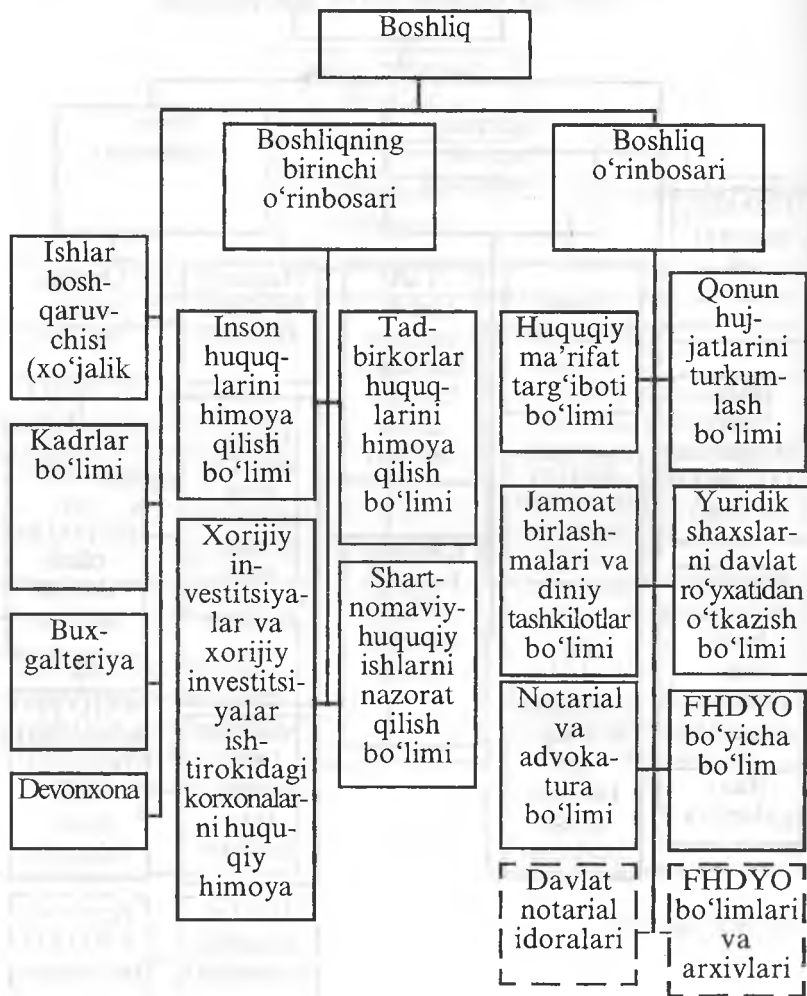 Boshliq
Boshliqning
birinchi
o‘rinbosari
Boshliq
o‘rinbosari
Ishlar
bosh-
qaruv-
chisi
(xo‘jalik
Kadrlar
bo‘limi
Bux-
galteriya
Devonxona
Inson
huquq-
larini
himoya
qilish
bo‘limi
Tad-
birkorlar
huquq-
larini
himoya
qilish
bo‘limi
Xorijiy
in-
vestitsiya-
lar va
xorijiy
investitsi-
yalar ish-
tirokidagi
korxonalar-
ni huqu-
qiy
himoya
Shart-
nomaviy-
huquqiy
ishlarni
nazorat
qilish
bo‘limi
Huquqiy
ma’rifat
targ‘iboti
bo‘limi
Qonun
huj-
jatlarini
turkum-
lash
bo‘limi
Jamoat
birlash-
malari va
diniy
tashkilotlar
bo‘limi
Yuridik
shaxslar-
ni davlat
ro‘yxatidan
o‘tkazish
bo‘limi
Notarial
va
advoka-
tura
bo‘limi
FHDYO
bo‘yicha
bo‘lim
Davlat
notarial
idoralari
FHDYO
bo‘limlari
va
arxivlari